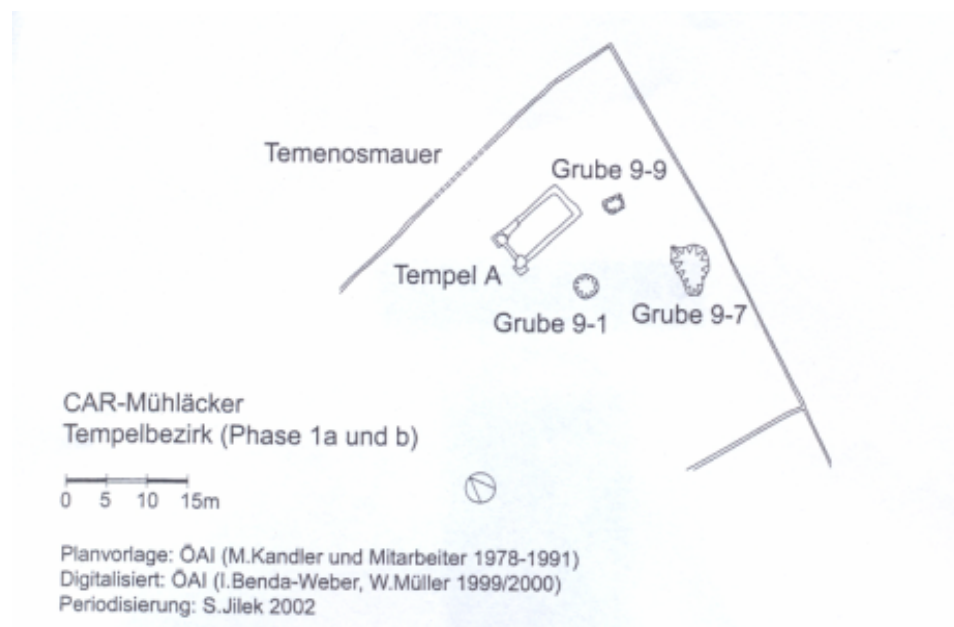 Temenosmauer
Grube 9-9
Tempel A
Grube 9-1
Grube 9-7
CAR-Mühläcker
Tempelbezirk (Phase 1a und b)
0 5 10 15m
Planvorlage: ÖAI (M.Kandler und Mitarbeiter 1978-1991)
Digitalisiert: ÖAI (I.Benda-Weber, W.Müller 1999/2000)
Periodisierung: S.Jilek 2002